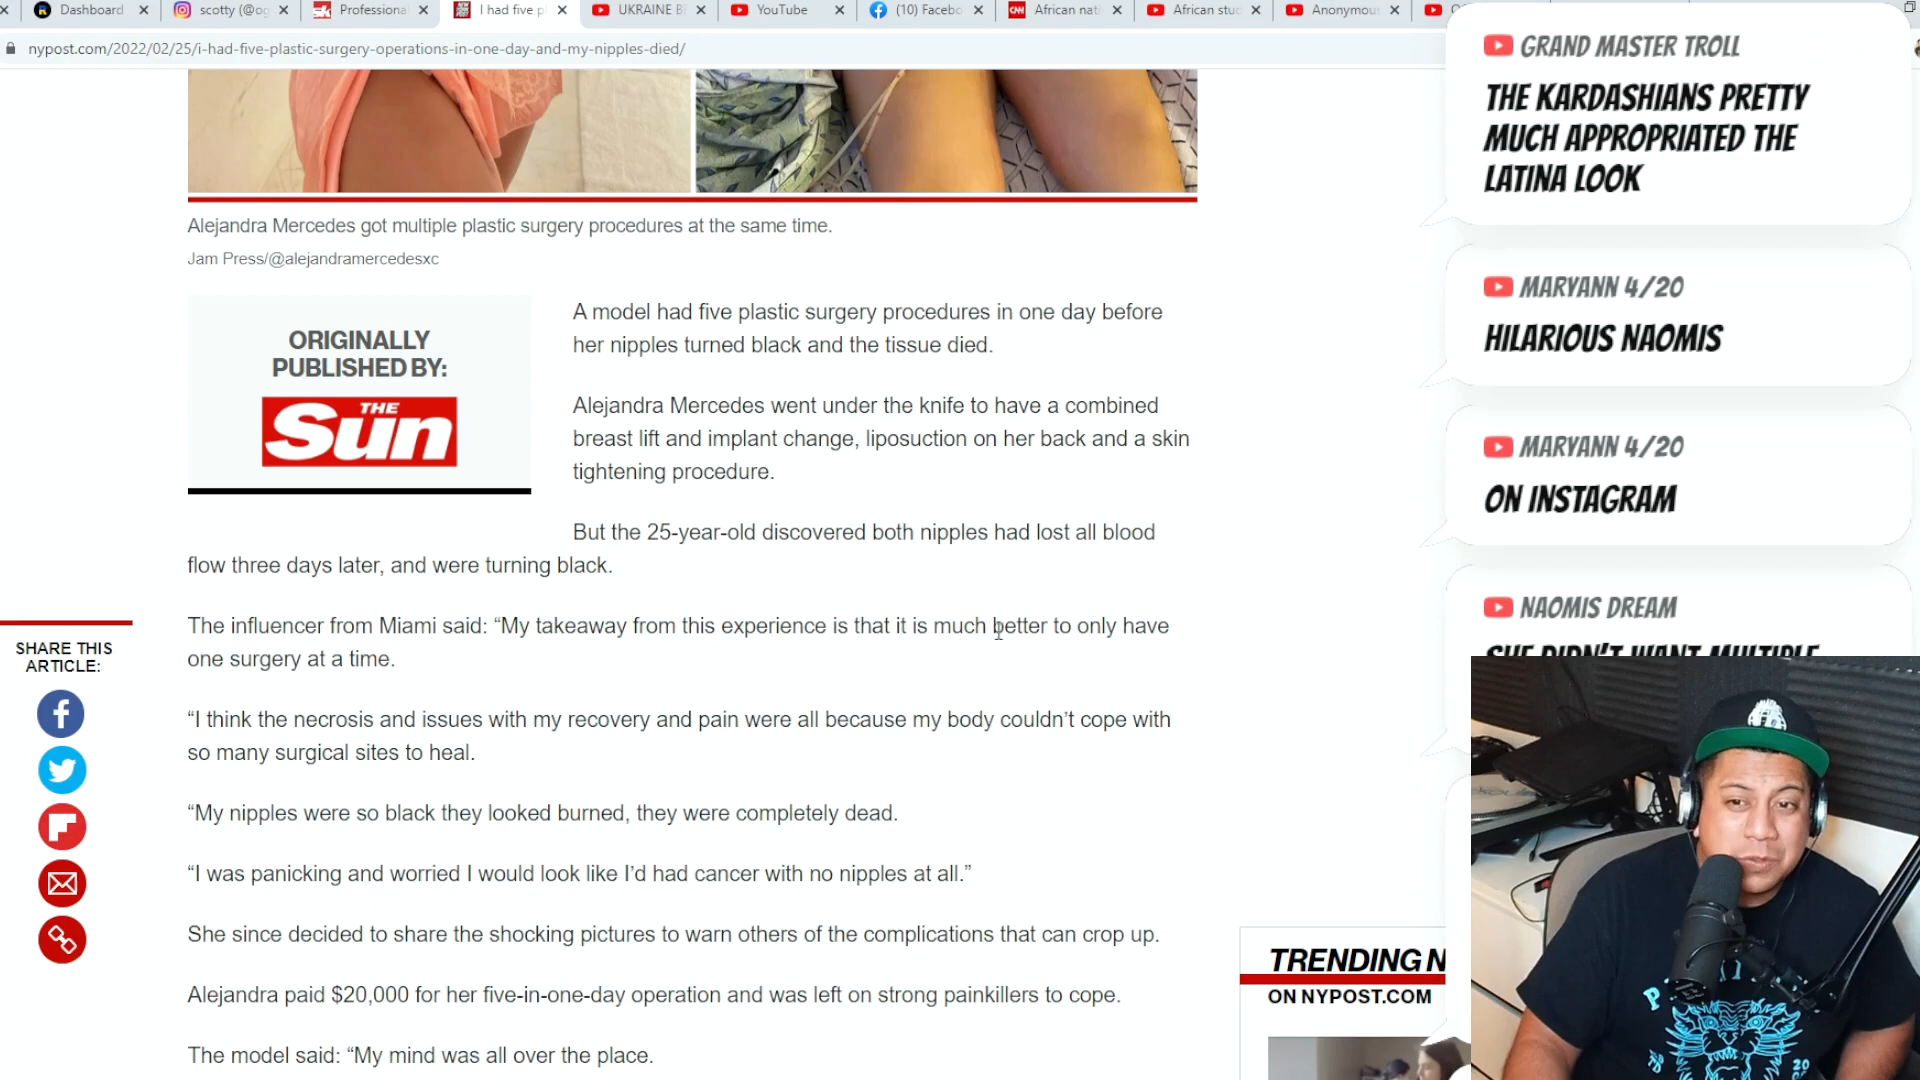 Dashboard
scotty (@og
Professional
I had five p
UKRAINE B
YouTube
(10) Facebo
African nati
African stud
Anonymou
nypost.com/2022/02/25/i-had-five-plastic-surgery-operations-in-one-day-and-my-nipples-died/
Alejandra Mercedes got multiple plastic surgery procedures at the same time.
Jam Press/@alejandramercedesxc
ORIGINALLY
PUBLISHED BY:
THE
Sun
A model had five plastic surgery procedures in one day before
her nipples turned black and the tissue died.
Alejandra Mercedes went under the knife to have a combined
breast lift and implant change, liposuction on her back and a skin
tightening procedure.
But the 25-year-old discovered both nipples had lost all blood
flow three days later, and were turning black.
The influencer from Miami said: “My takeaway from this experience is that it is much better to only have
one surgery at a time.
“I think the necrosis and issues with my recovery and pain were all because my body couldn’t cope with
so many surgical sites to heal.
“My nipples were so black they looked burned, they were completely dead.
“I was panicking and worried I would look like I’d had cancer with no nipples at all.”
She since decided to share the shocking pictures to warn others of the complications that can crop up.
Alejandra paid $20,000 for her five-in-one-day operation and was left on strong painkillers to cope.
The model said: “My mind was all over the place.
SHARE THIS
ARTICLE:
TRENDING N
ON NYPOST.COM
GRAND MASTER TROLL
THE KARDASHIANS PRETTY
MUCH APPROPRIATED THE
LATINA LOOK
MARYANN 4/20
HILARIOUS NAOMIS
MARYANN 4/20
ON INSTAGRAM
NAOMIS DREAM
SHE DIDN'T WANT MULTIPLE